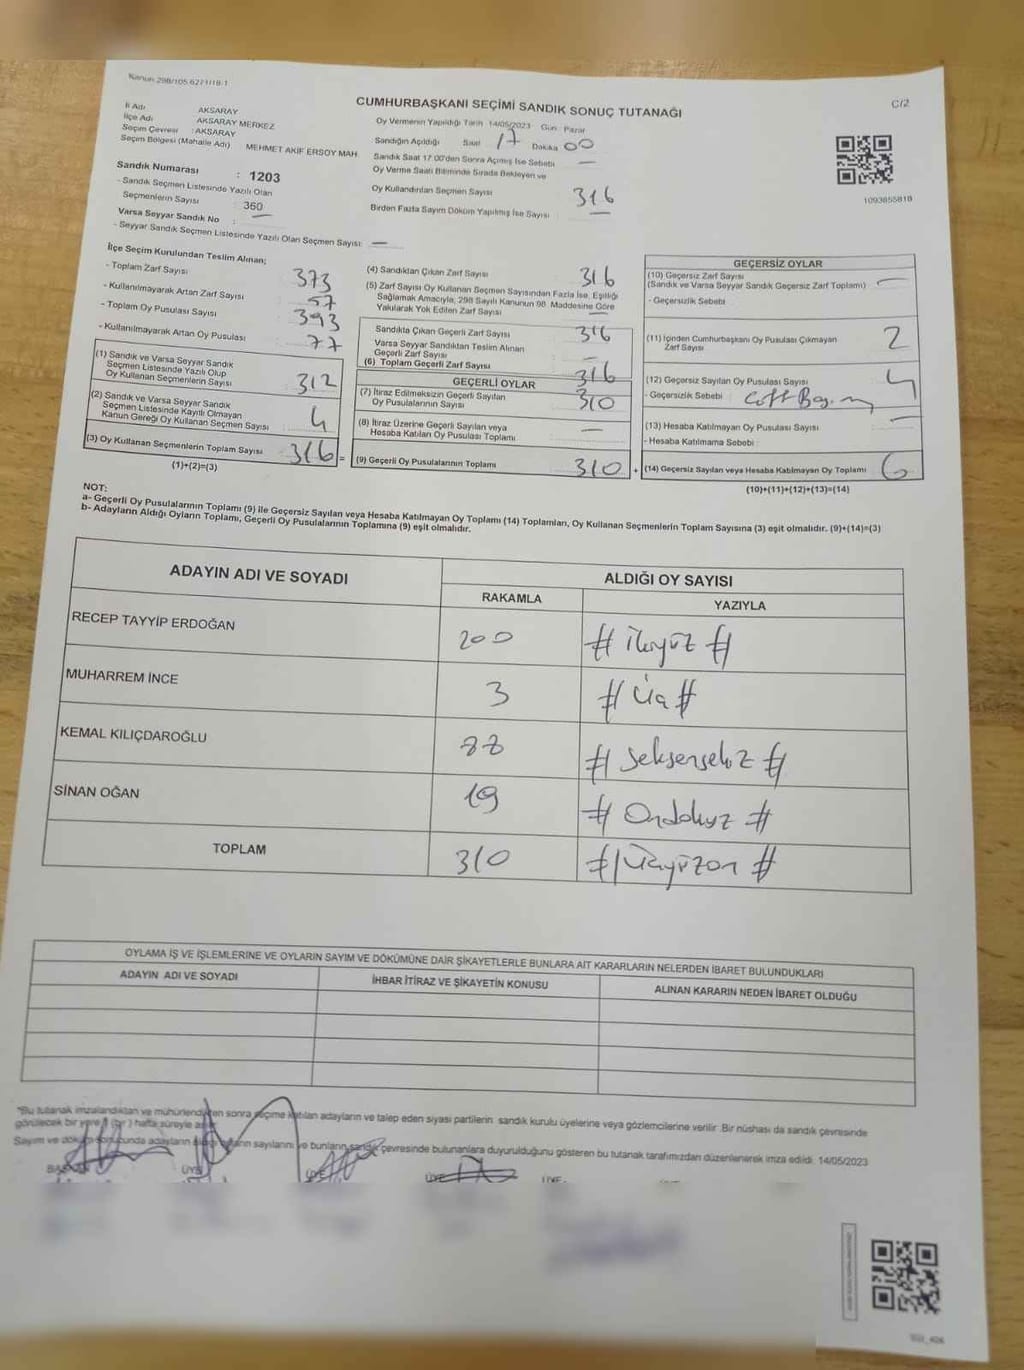 Kanun 298/105 6271/18-1
CUMHURBAŞKANI SEÇİMİ SANDIK SONUÇ TUTANAĞI
C/2
İl Adı AKSARAY
İlçe Adı AKSARAY MERKEZ
Seçim Çevresi : AKSARAY
Seçim Bölgesi (Mahalle Adı) MEHMET AKİF ERSOY MAH.
Sandık Numarası : 1203
- Sandık Seçmen Listesinde Yazılı Olan
Seçmenlerin Sayısı : 360
Varsa Seyyar Sandık No : —
- Seyyar Sandık Seçmen Listesinde Yazılı Olan Seçmen Sayısı: —
Oy Vermenin Yapıldığı Tarih 14/05/2023 Gün: Pazar
Sandığın Açıldığı Saat 17 Dakika 00
Sandık Saat 17:00'den Sonra Açılmış İse Sebebi —
Oy Verme Saati Bitiminde Sırada Bekleyen ve
Oy Kullandırılan Seçmen Sayısı 316
Birden Fazla Sayım Döküm Yapılmış İse Sayısı —
1093855818
İlçe Seçim Kurulundan Teslim Alınan;
- Toplam Zarf Sayısı 373
- Kullanılmayarak Artan Zarf Sayısı 57
- Toplam Oy Pusulası Sayısı 393
- Kullanılmayarak Artan Oy Pusulası 77
(1) Sandık ve Varsa Seyyar Sandık
Seçmen Listesinde Yazılı Olup
Oy Kullanan Seçmenlerin Sayısı 312
(2) Sandık ve Varsa Seyyar Sandık
Seçmen Listesinde Kayıtlı Olmayan
Kanun Gereği Oy Kullanan Seçmen Sayısı 4
(3) Oy Kullanan Seçmenlerin Toplam Sayısı 316 =
(1)+(2)=(3)
(4) Sandıktan Çıkan Zarf Sayısı 316
(5) Zarf Sayısı Oy Kullanan Seçmen Sayısından Fazla İse, Eşitliği
Sağlamak Amacıyla, 298 Sayılı Kanunun 98. Maddesine Göre
Yakılarak Yok Edilen Zarf Sayısı —
Sandıkta Çıkan Geçerli Zarf Sayısı 316
Varsa Seyyar Sandıktan Teslim Alınan
Geçerli Zarf Sayısı —
(6) Toplam Geçerli Zarf Sayısı 316
GEÇERLİ OYLAR
(7) İtiraz Edilmeksizin Geçerli Sayılan
Oy Pusulalarının Sayısı 310
(8) İtiraz Üzerine Geçerli Sayılan veya
Hesaba Katılan Oy Pusulası Toplamı —
(9) Geçerli Oy Pusulalarının Toplamı 310 +
GEÇERSİZ OYLAR
(10) Geçersiz Zarf Sayısı
(Sandık ve Varsa Seyyar Sandık Geçersiz Zarf Toplamı) —
- Geçersizlik Sebebi
(11) İçinden Cumhurbaşkanı Oy Pusulası Çıkmayan
Zarf Sayısı 2
(12) Geçersiz Sayılan Oy Pusulası Sayısı 4
- Geçersizlik Sebebi :
(13) Hesaba Katılmayan Oy Pusulası Sayısı —
- Hesaba Katılmama Sebebi
(14) Geçersiz Sayılan veya Hesaba Katılmayan Oy Toplamı 6
(10)+(11)+(12)+(13)=(14)
NOT:
a- Geçerli Oy Pusulalarının Toplamı (9) ile Geçersiz Sayılan veya Hesaba Katılmayan Oy Toplamı (14) Toplamları, Oy Kullanan Seçmenlerin Toplam Sayısına (3) eşit olmalıdır. (9)+(14)=(3)
b- Adayların Aldığı Oyların Toplamı, Geçerli Oy Pusulalarının Toplamına (9) eşit olmalıdır.
ADAYIN ADI VE SOYADI ALDIĞI OY SAYISI
RAKAMLA YAZIYLA
RECEP TAYYİP ERDOĞAN 200 # İkiyüz #
MUHARREM İNCE 3 # Üç #
KEMAL KILIÇDAROĞLU 88 # Seksensekiz #
SİNAN OĞAN 19 # Ondokuz #
TOPLAM 310 # Üçyüzon #
OYLAMA İŞ VE İŞLEMLERİNE VE OYLARIN SAYIM VE DÖKÜMÜNE DAİR ŞİKAYETLERLE BUNLARA AİT KARARLARIN NELERDEN İBARET BULUNDUKLARI
ADAYIN ADI VE SOYADI İHBAR İTİRAZ VE ŞİKAYETİN KONUSU ALINAN KARARIN NEDEN İBARET OLDUĞU
*Bu tutanak imzalandıktan ve mühürlendikten sonra seçime katılan adayların ve talep eden siyasi partilerin sandık kurulu üyelerine veya gözlemcilerine verilir. Bir nüshası da sandık çevresinde
görülecek bir yere 1 (bir) hafta süreyle asılır.
Sayım ve döküm sonucunda adayların aldığı oyların sayılarını ve bunların sandık çevresinde bulunanlara duyurulduğunu gösteren bu tutanak tarafımızdan düzenlenerek imza edildi. 14/05/2023
BAŞKAN ÜYE ÜYE ÜYE ÜYE